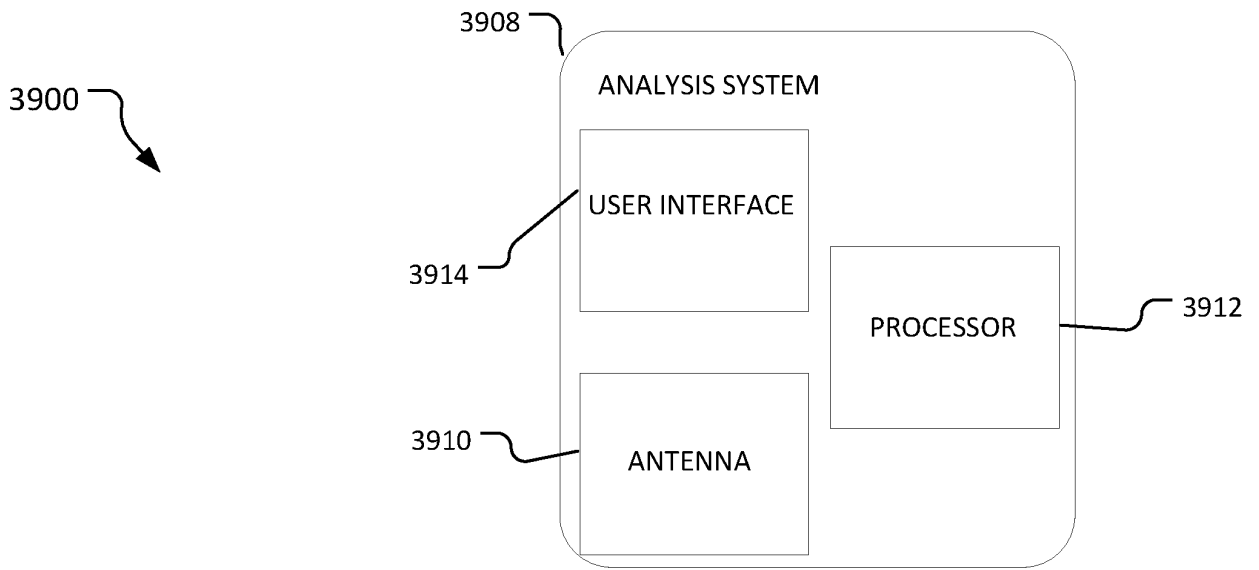 3908
ANALYSIS SYSTEM
3900
USER INTERFACE
3914
PROCESSOR
3912
3910
ANTENNA